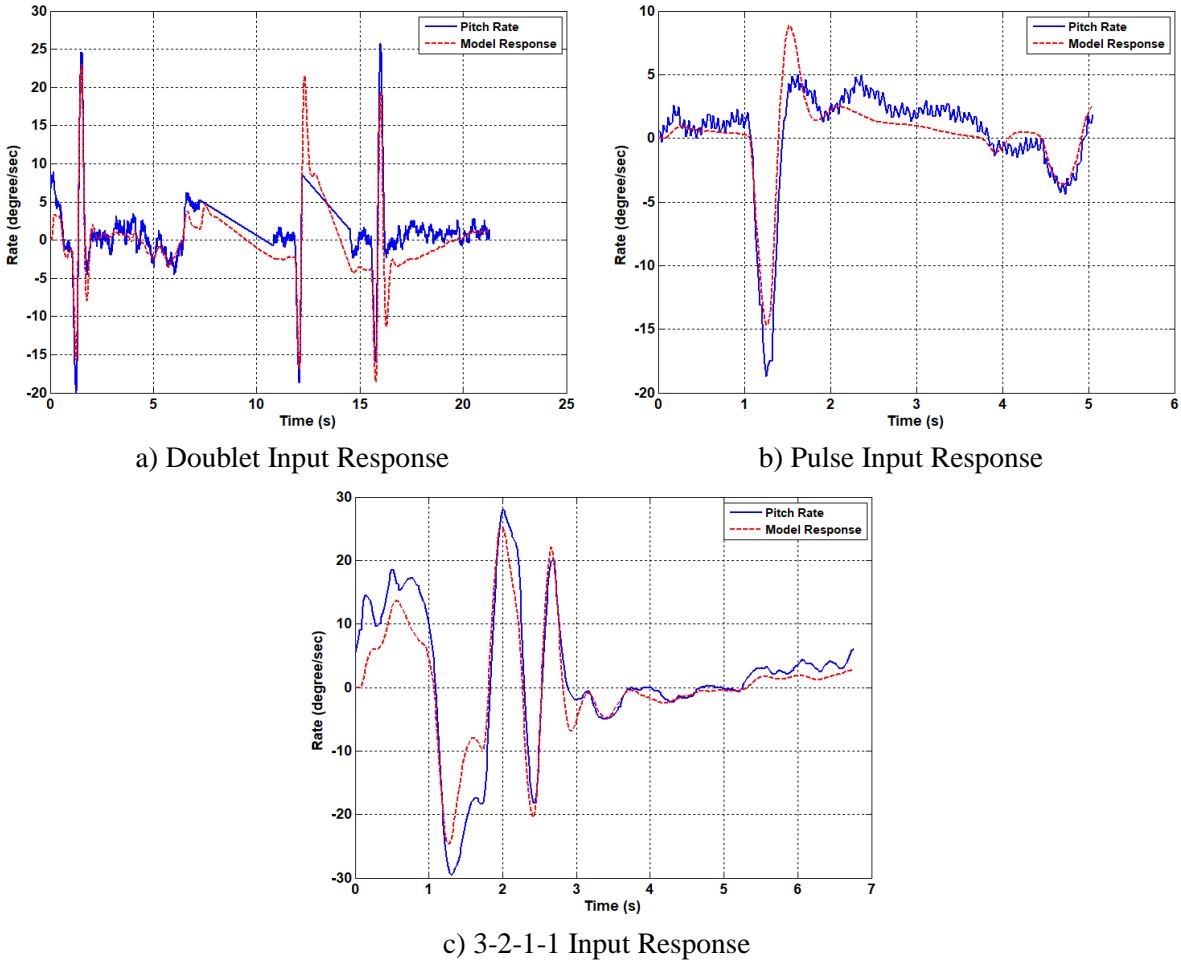 30
25
20
15
10
5
0
-5
-10
-15
-20
Rate (degree/sec)
Pitch Rate
Model Response
0 5 10 15 20 25
Time (s)
a) Doublet Input Response
10
5
0
-5
-10
-15
-20
Rate (degree/sec)
Pitch Rate
Model Response
0 1 2 3 4 5 6
Time (s)
b) Pulse Input Response
30
20
10
0
-10
-20
-30
Rate (degree/sec)
Pitch Rate
Model Response
0 1 2 3 4 5 6 7
Time (s)
c) 3-2-1-1 Input Response